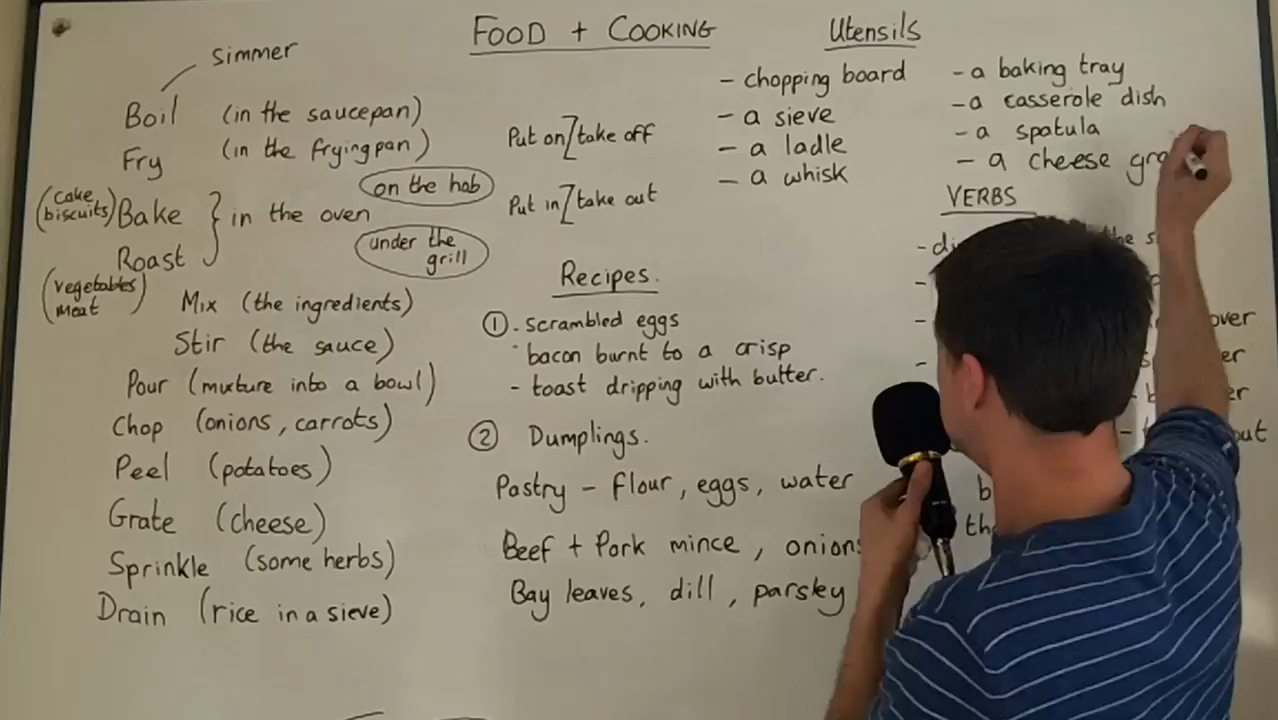 FOOD + COOKING
simmer
Boil (in the saucepan)
Fry (in the frying pan)
on the hob
(cake biscuits) Bake } in the oven
Roast
under the grill
(vegetables meat)
Mix (the ingredients)
Stir (the sauce)
Pour (mixture into a bowl)
Chop (onions, carrots)
Peel (potatoes)
Grate (cheese)
Sprinkle (some herbs)
Drain (rice in a sieve)
Put on/take off
Put in/take out
Recipes.
① - scrambled eggs
- bacon burnt to a crisp
- toast dripping with butter.
② Dumplings.
Pastry - flour, eggs, water
Beef + Pork mince, onions
Bay leaves, dill, parsley
Utensils
- chopping board
- a sieve
- a ladle
- a whisk
- a baking tray
- a casserole dish
- a spatula
- a cheese
VERBS
the
over
out